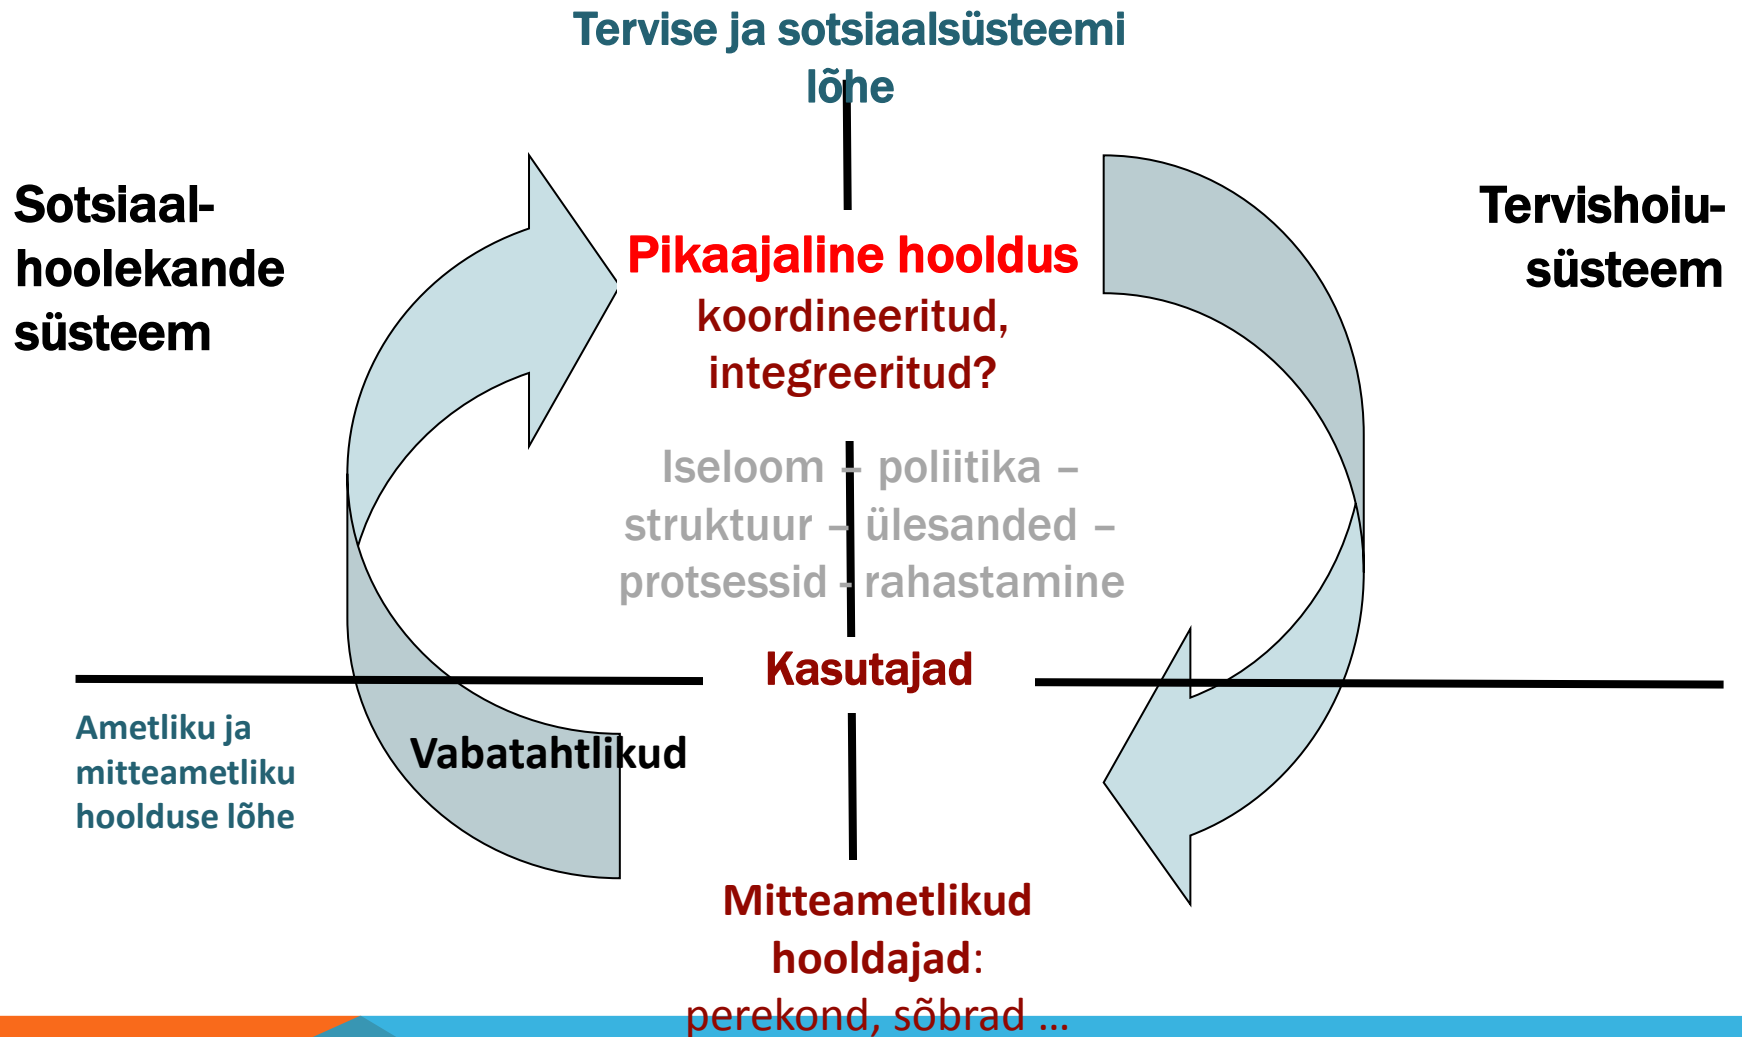 Tervise ja sotsiaalsüsteemi
lõhe
Sotsiaal-
hoolekande
süsteem
Tervishoiu-
süsteem
Pikaajaline hooldus
koordineeritud,
integreeritud?
Iseloom – poliitika –
struktuur – ülesanded –
protsessid - rahastamine
Kasutajad
Ametliku ja
mitteametliku
hoolduse lõhe
Vabatahtlikud
Mitteametlikud
hooldajad:
perekond, sõbrad ...